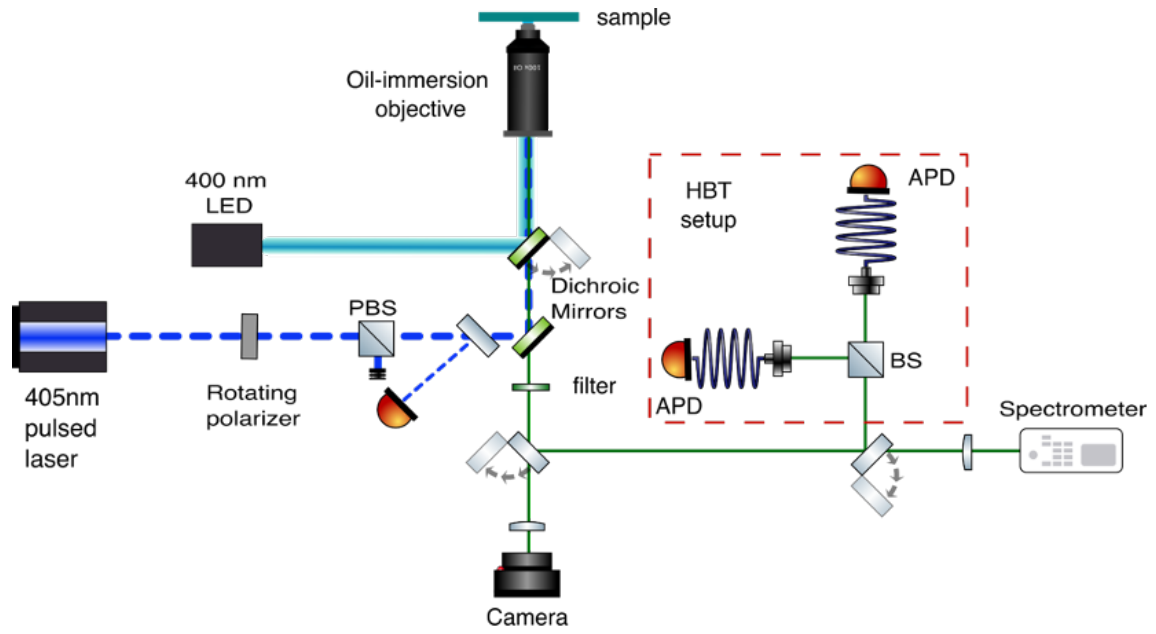 sample
Oil-immersion
objective
400 nm
LED
HBT
setup
APD
Dichroic
Mirrors
PBS
405nm
pulsed
laser
Rotating
polarizer
filter
APD
BS
Spectrometer
Camera